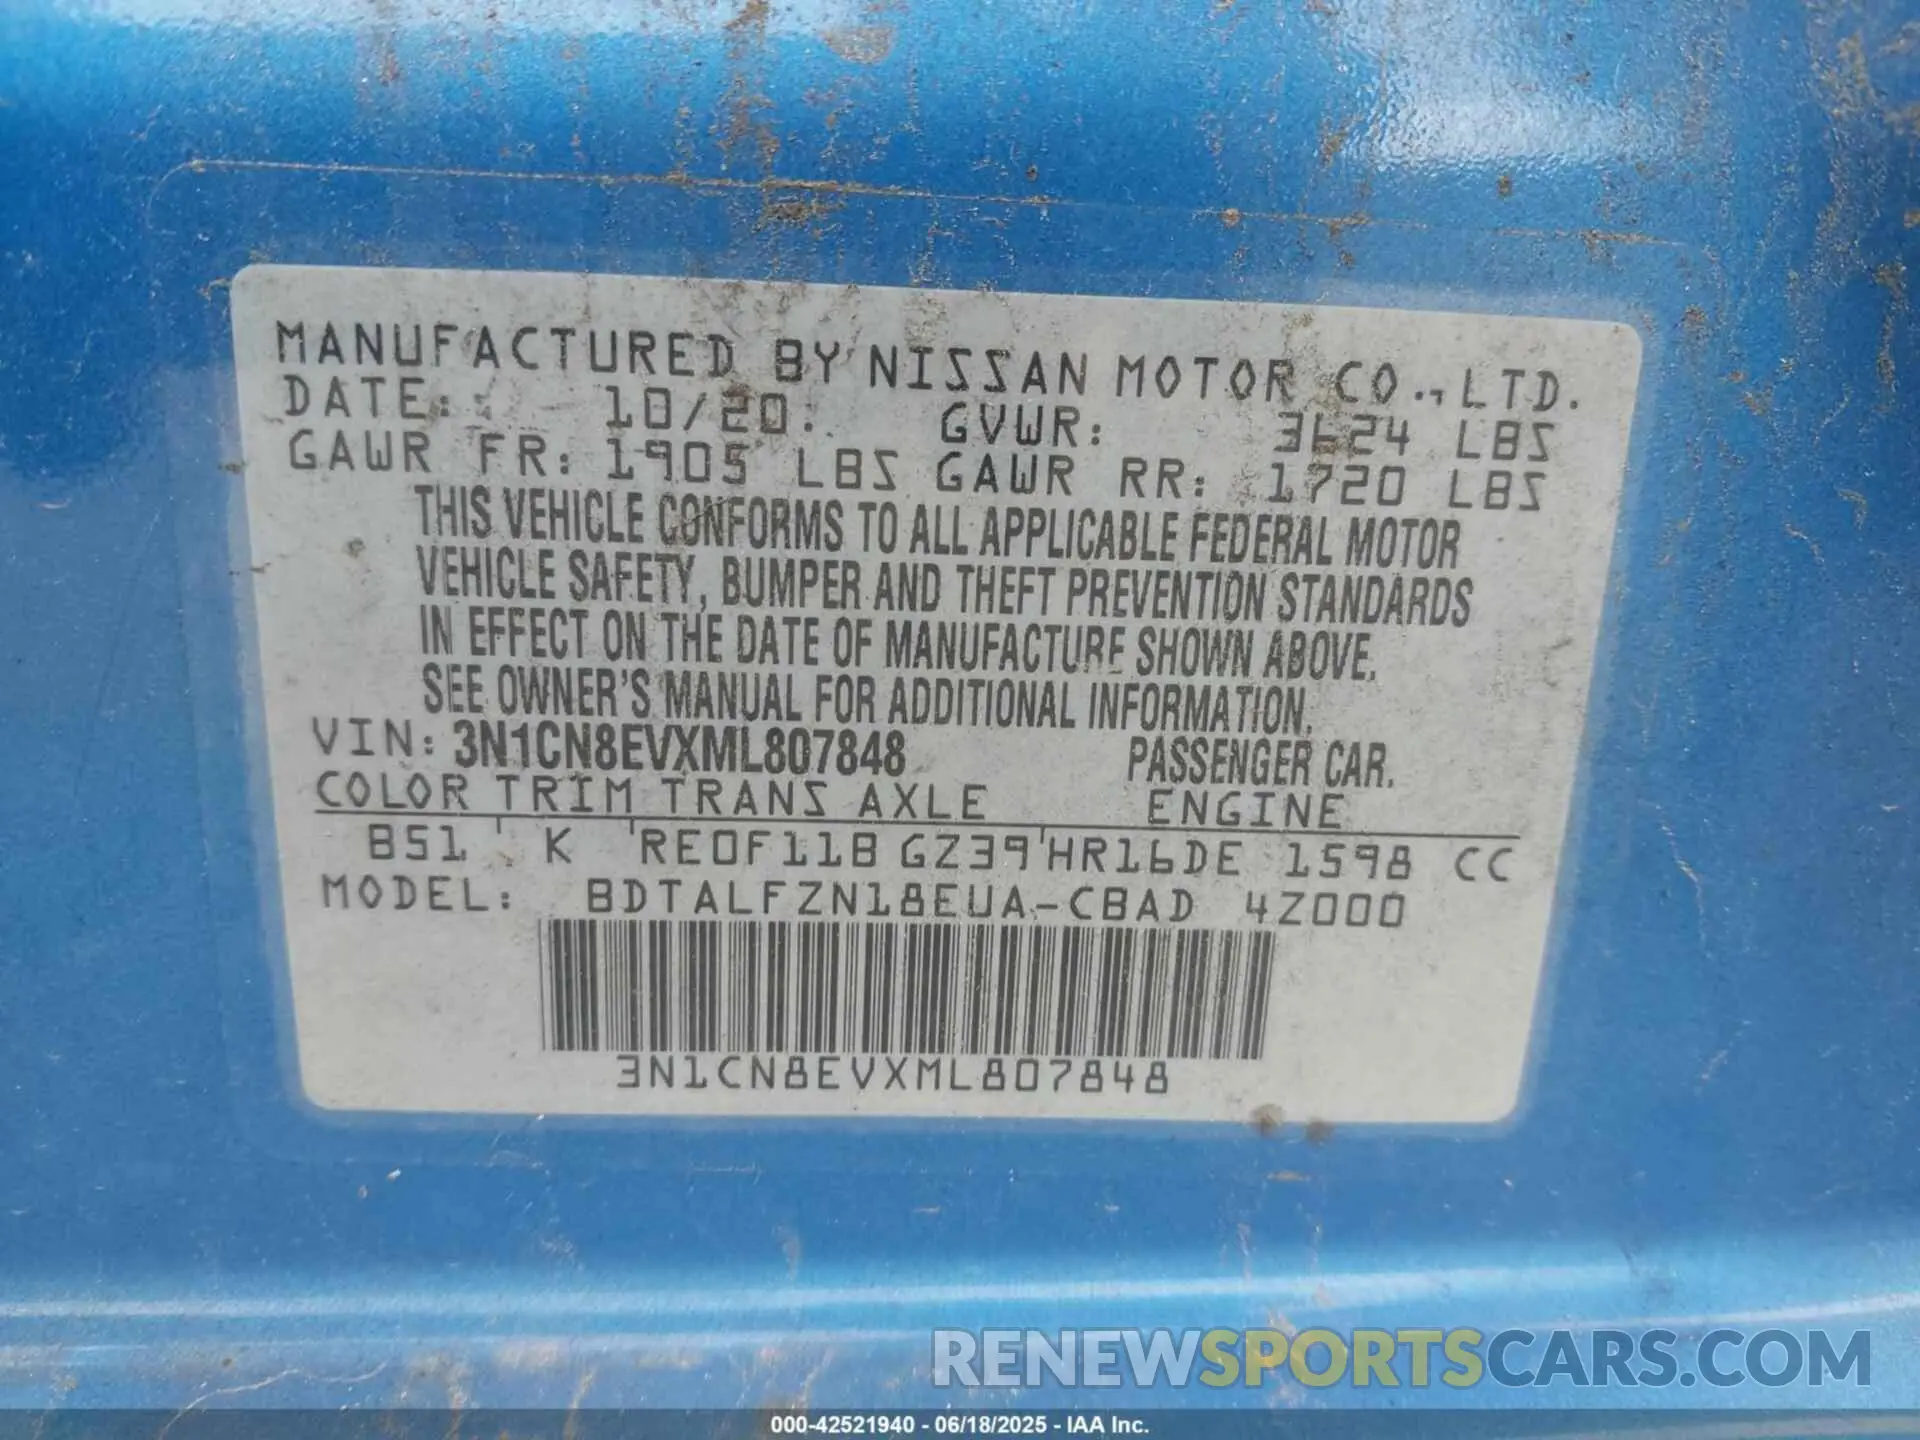 MANUFACTURED BY NISSAN MOTOR CO., LTD.
DATE: 10/20 GVWR: 3624 LBS
GAWR FR: 1905 LBS GAWR RR: 1720 LBS
THIS VEHICLE CONFORMS TO ALL APPLICABLE FEDERAL MOTOR
VEHICLE SAFETY, BUMPER AND THEFT PREVENTION STANDARDS
IN EFFECT ON THE DATE OF MANUFACTURE SHOWN ABOVE.
SEE OWNER'S MANUAL FOR ADDITIONAL INFORMATION.
VIN: 3N1CN8EVXML807848 PASSENGER CAR.
COLOR TRIM TRANS AXLE ENGINE
B51 K RE0F11B GZ39 HR16DE 1598 CC
MODEL: BDTALFZN18EUA-CBAD 4Z000
3N1CN8EVXML807848
RENEWSPORTSCARS.COM
000-42521940 - 06/18/2025 - IAA Inc.